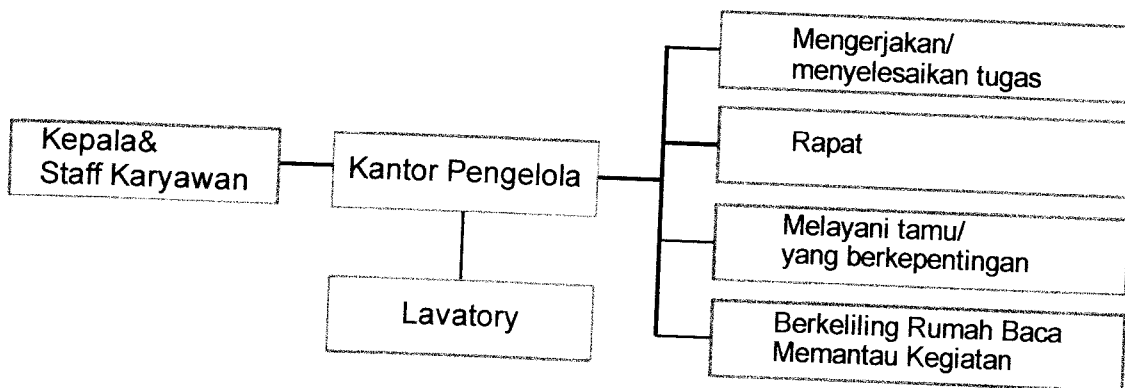 Kepala&
Staff Karyawan
Kantor Pengelola
Lavatory
Mengerjakan/
menyelesaikan tugas
Rapat
Melayani tamu/
yang berkepentingan
Berkeliling Rumah Baca
Memantau Kegiatan